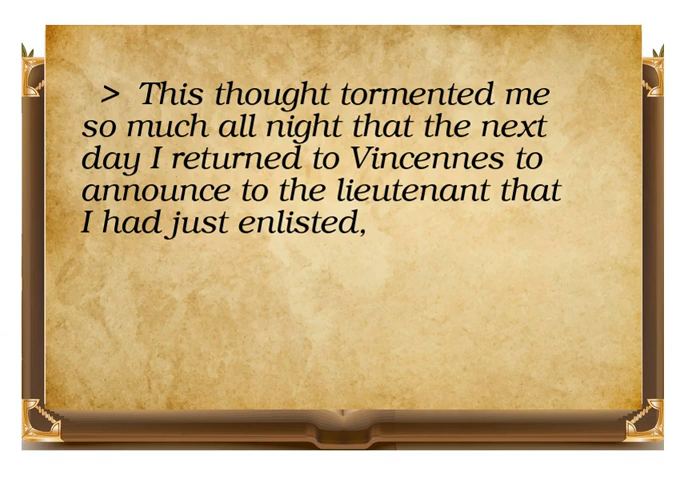 > This thought tormented me
so much all night that the next
day I returned to Vincennes to
announce to the lieutenant that
I had just enlisted,